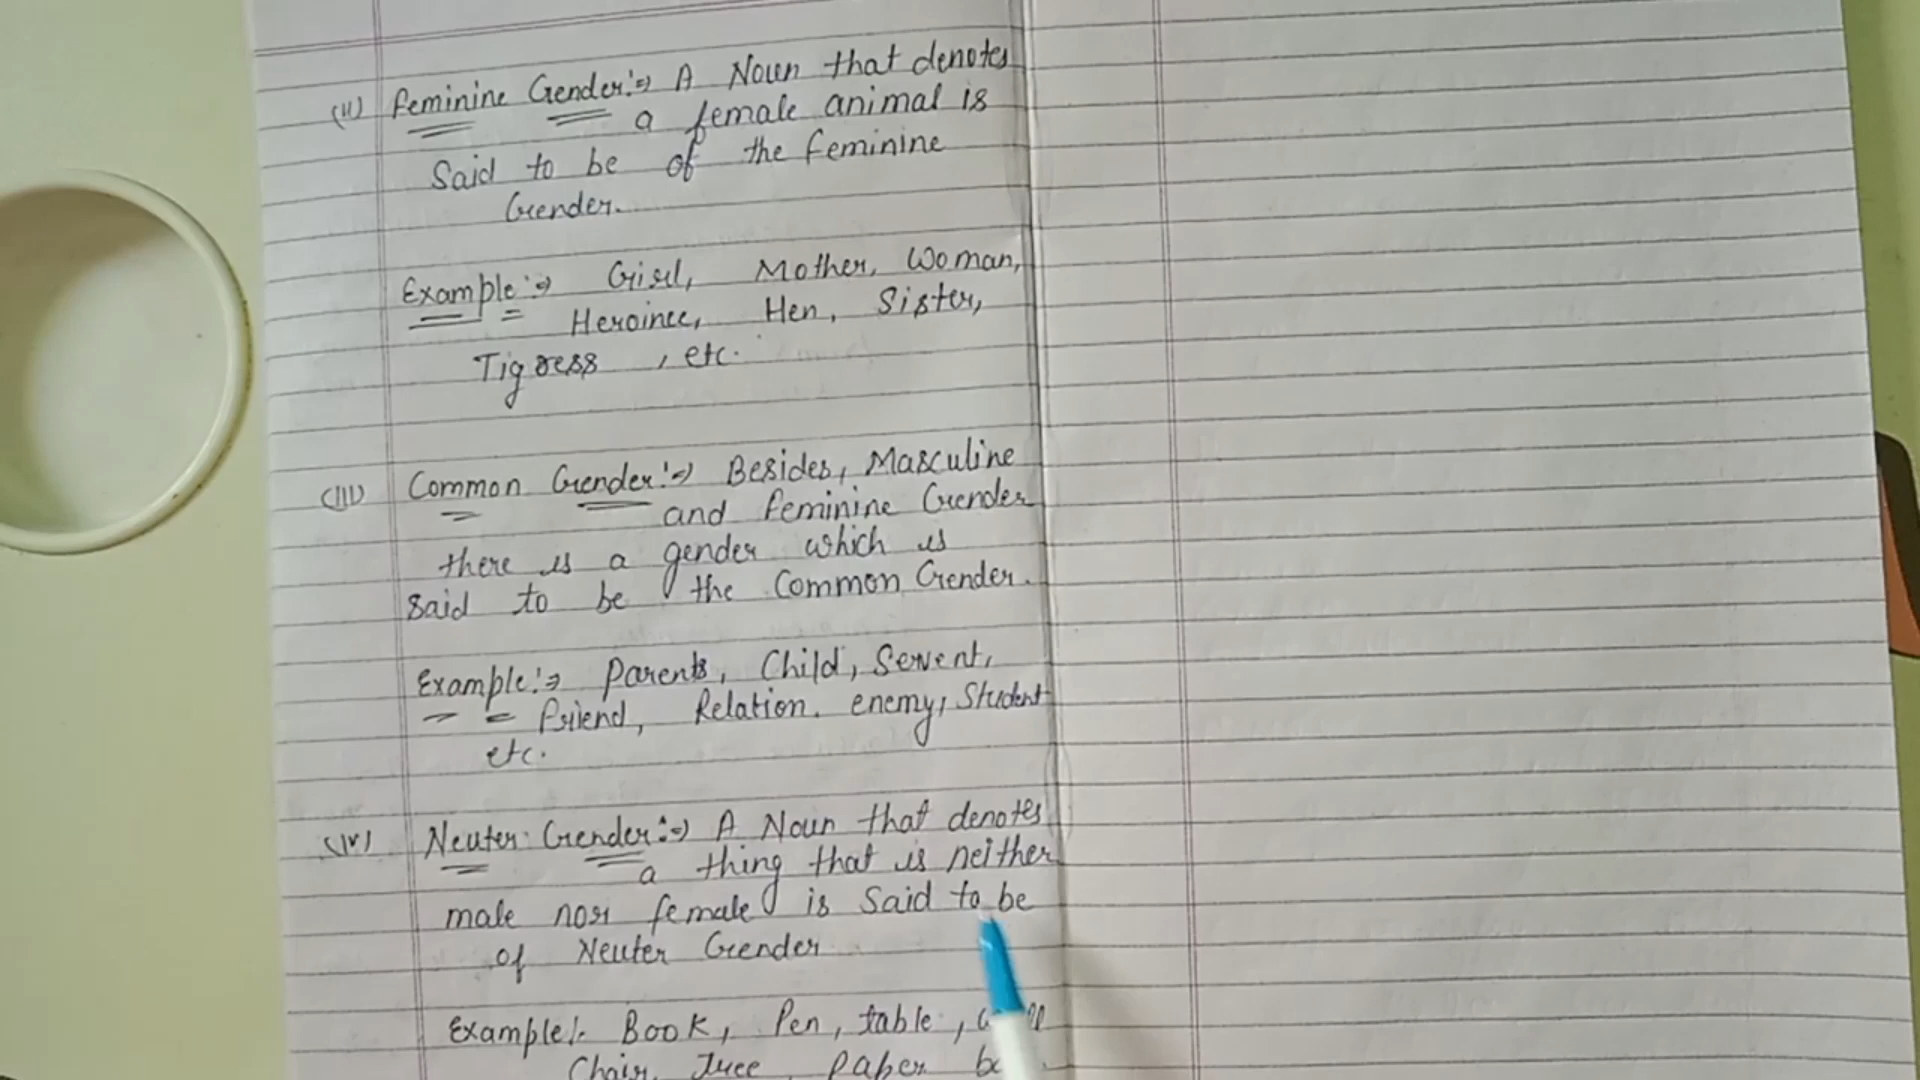 (II) Feminine Gender:⇒ A Noun that denotes
a female animal is
Said to be of the feminine
Gender.
Example:⇒ Girl, Mother, Woman,
Heroinee, Hen, Sister,
Tigress, etc.
(III) Common Gender:⇒ Besides, Masculine
and Feminine Gender
there is a gender which is
said to be the Common Gender.
Example:⇒ Parents, Child, Servent,
Friend, Relation, enemy, Student
etc.
(IV) Neuter Gender:⇒ A Noun that denotes
a thing that is neither
male nor female is Said to be
of Neuter Gender
Example:- Book, Pen, table,
Chair, Tree, Paper